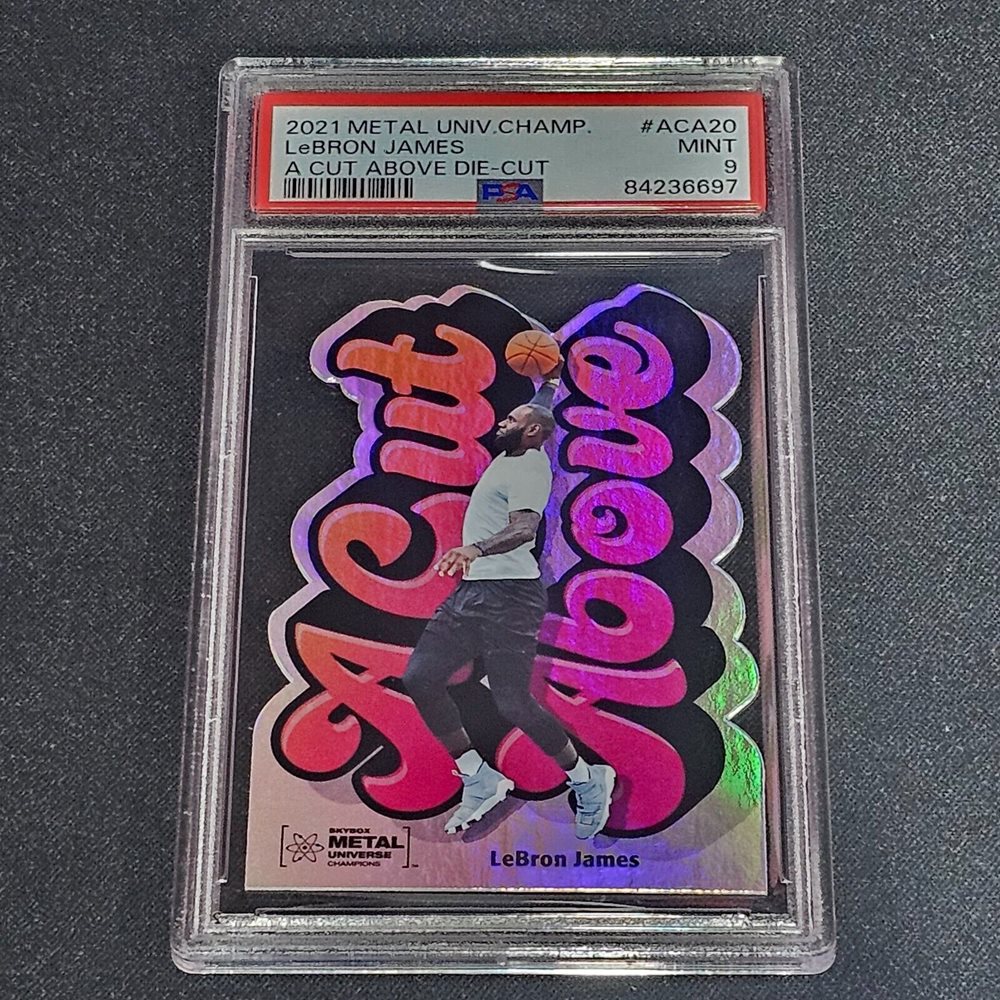 2021 METAL UNIV.CHAMP. #ACA20
LeBRON JAMES MINT
A CUT ABOVE DIE-CUT 9
PSA 84236697
A Cut
Above
SKYBOX
METAL
UNIVERSE
CHAMPIONS
TM
LeBron James